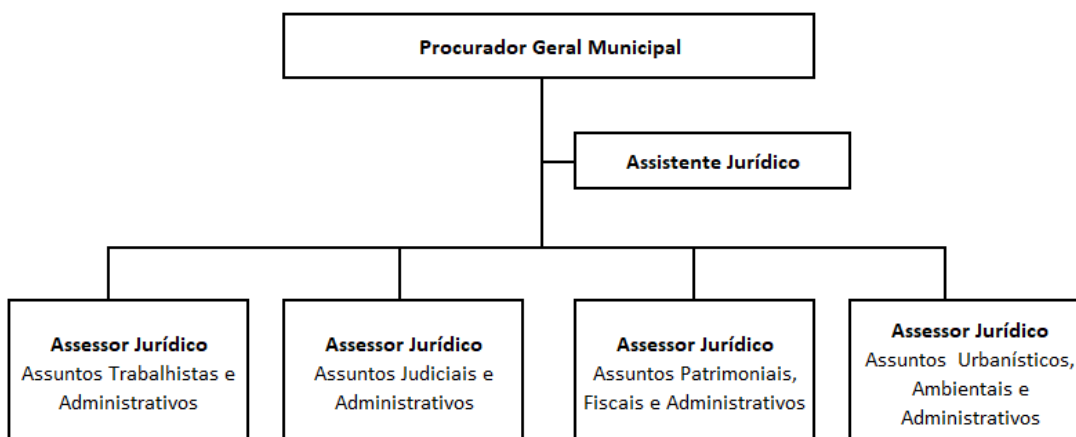 Procurador Geral Municipal
Assistente Jurídico
Assessor Jurídico
Assuntos Trabalhistas e
Administrativos
Assessor Jurídico
Assuntos Judiciais e
Administrativos
Assessor Jurídico
Assuntos Patrimoniais,
Fiscais e Administrativos
Assessor Jurídico
Assuntos Urbanísticos,
Ambientais e
Administrativos